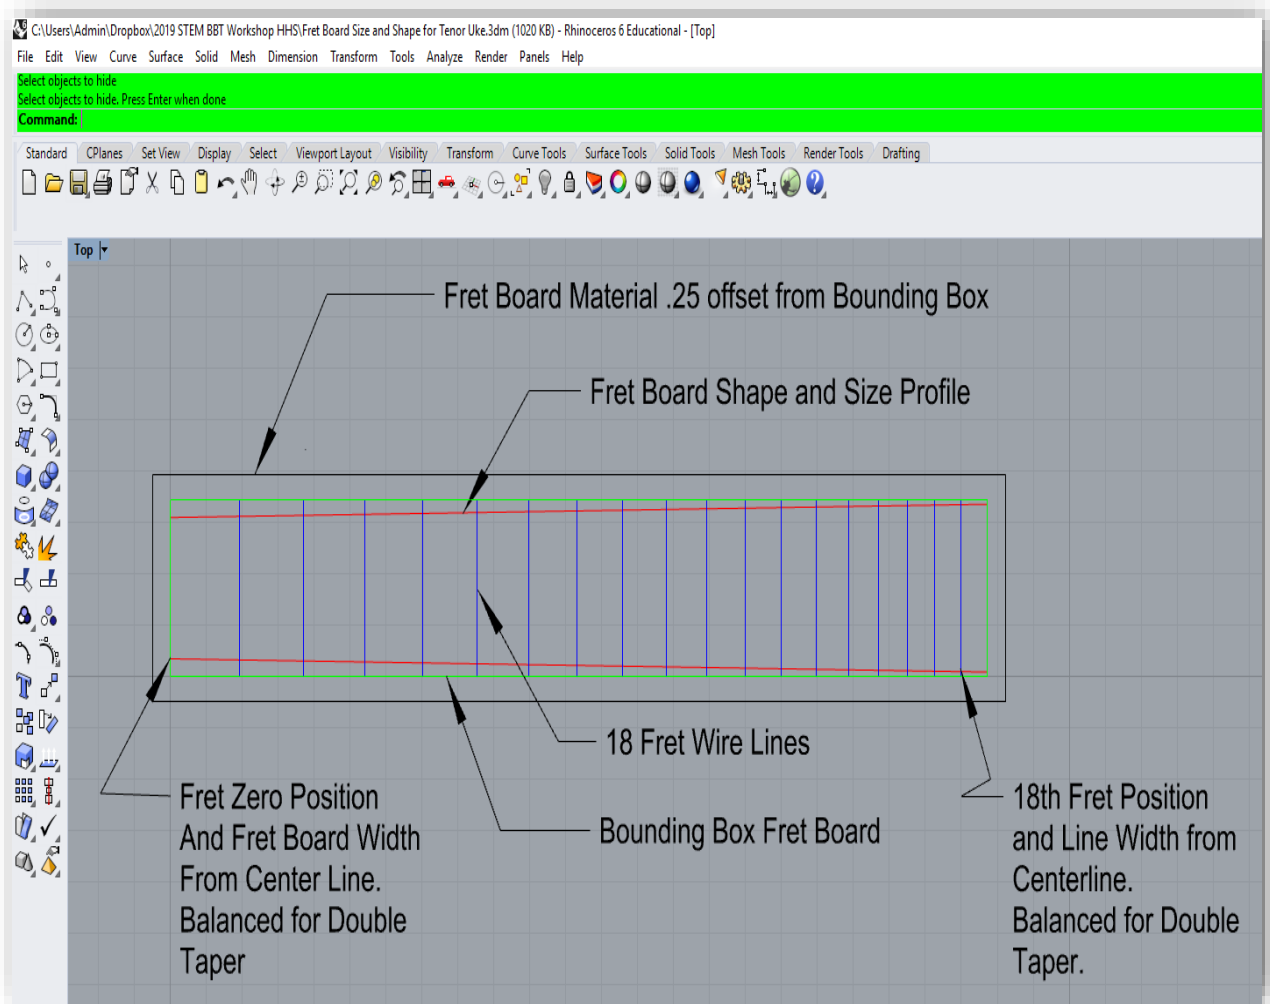 C:\Users\Admin\Dropbox\2019 STEM BBT Workshop HHS\Fret Board Size and Shape for Tenor Uke.3dm (1020 KB) - Rhinoceros 6 Educational - [Top]
File Edit View Curve Surface Solid Mesh Dimension Transform Tools Analyze Render Panels Help
Select objects to hide
Select objects to hide. Press Enter when done
Command:
Standard CPlanes Set View Display Select Viewport Layout Visibility Transform Curve Tools Surface Tools Solid Tools Mesh Tools Render Tools Drafting
Top
Fret Board Material .25 offset from Bounding Box
Fret Board Shape and Size Profile
18 Fret Wire Lines
Bounding Box Fret Board
Fret Zero Position
And Fret Board Width
From Center Line.
Balanced for Double
Taper
18th Fret Position
and Line Width from
Centerline.
Balanced for Double
Taper.